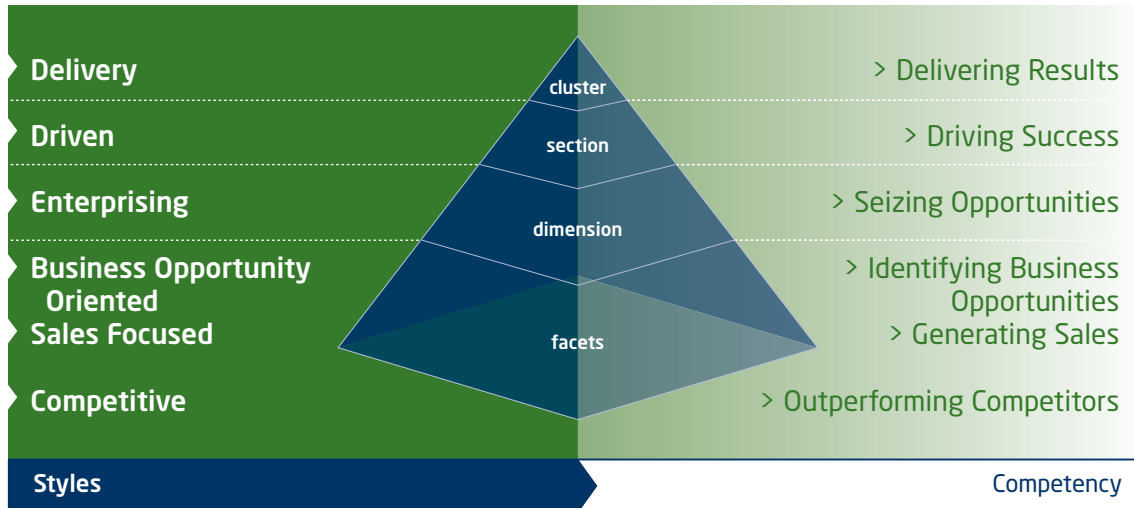 Delivery
cluster
> Delivering Results
Driven
section
> Driving Success
Enterprising
dimension
> Seizing Opportunities
Business Opportunity
Oriented
> Identifying Business
Opportunities
Sales Focused
facets
> Generating Sales
Competitive
> Outperforming Competitors
Styles
Competency